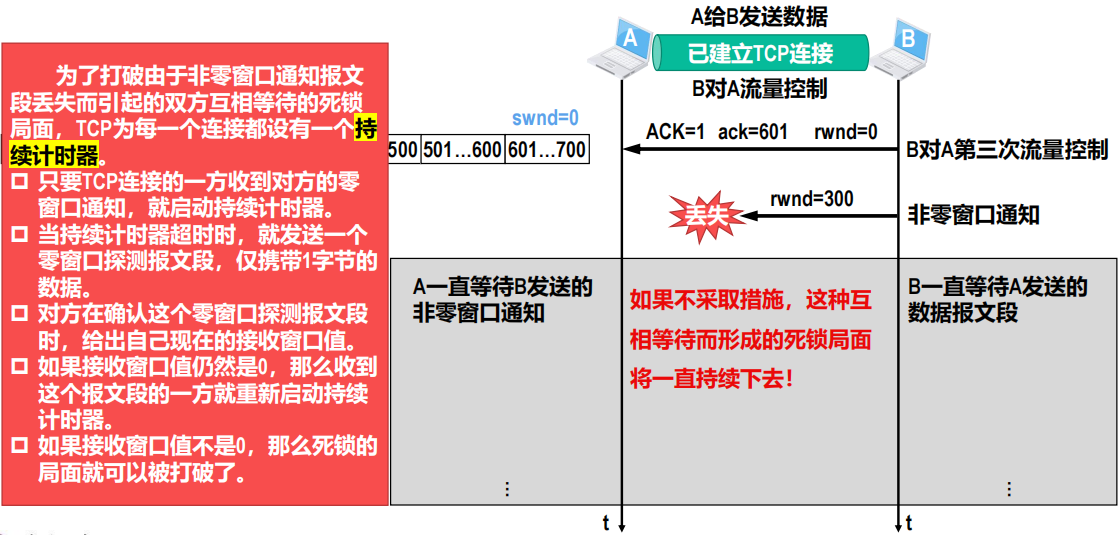 A给B发送数据
A
已建立TCP连接
B
B对A流量控制
为了打破由于非零窗口通知报文
段丢失而引起的双方互相等待的死锁
局面，TCP为每一个连接都设有一个持
续计时器。
只要TCP连接的一方收到对方的零
窗口通知，就启动持续计时器。
当持续计时器超时时，就发送一个
零窗口探测报文段，仅携带1字节的
数据。
对方在确认这个零窗口探测报文段
时，给出自己现在的接收窗口值。
如果接收窗口值仍然是0，那么收到
这个报文段的一方就重新启动持续
计时器。
如果接收窗口值不是0，那么死锁的
局面就可以被打破了。
swnd=0
500 501…600 601…700
ACK=1 ack=601 rwnd=0
B对A第三次流量控制
丢失
rwnd=300
非零窗口通知
A一直等待B发送的
非零窗口通知
如果不采取措施，这种互
相等待而形成的死锁局面
将一直持续下去！
B一直等待A发送的
数据报文段
⋮
⋮
t
t